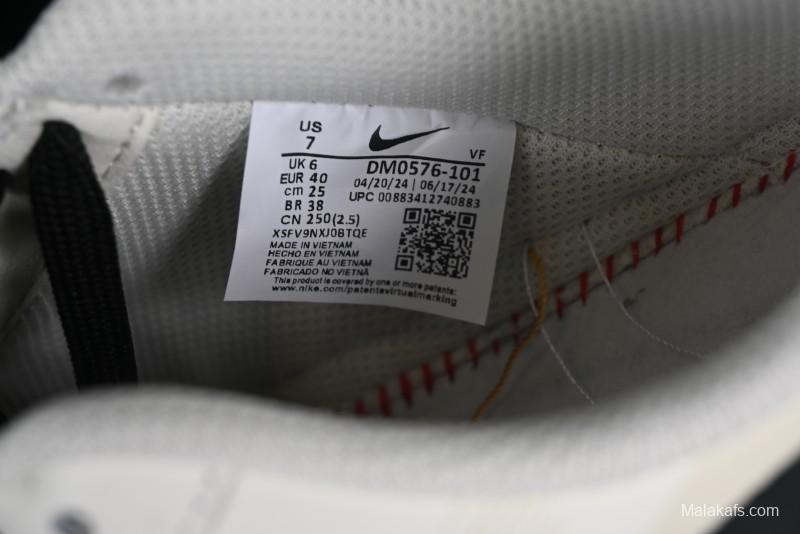 US
7
VF
UK 6
EUR 40
cm 25
BR 38
CN 250(2.5)
DM0576-101
04/20/24 | 06/17/24
UPC 00883412740883
XSFV9NXJ0BTQE
MADE IN VIETNAM
HECHO EN VIETNAM
FABRIQUE AU VIETNAM
FABRICADO NO VIETNÃ
This product is covered by one or more patents:
www.nike.com/patentsvirtualmarking
Malakafs.com